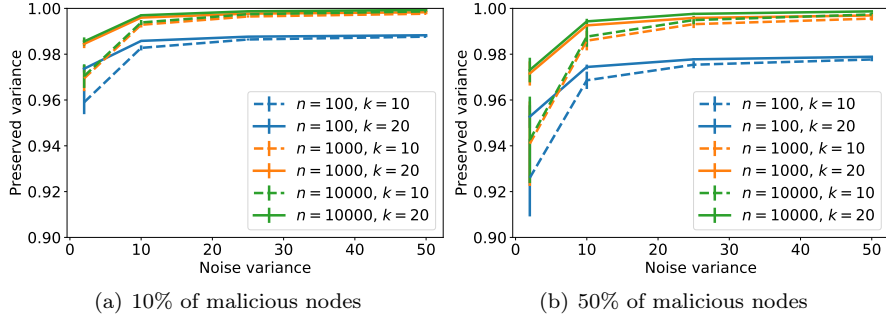 1.00
0.98
0.96
0.94
0.92
0.90
Preserved variance
0 10 20 30 40 50
Noise variance
n = 100, k = 10
n = 100, k = 20
n = 1000, k = 10
n = 1000, k = 20
n = 10000, k = 10
n = 10000, k = 20
(a) 10% of malicious nodes
1.00
0.98
0.96
0.94
0.92
0.90
Preserved variance
0 10 20 30 40 50
Noise variance
n = 100, k = 10
n = 100, k = 20
n = 1000, k = 10
n = 1000, k = 20
n = 10000, k = 10
n = 10000, k = 20
(b) 50% of malicious nodes